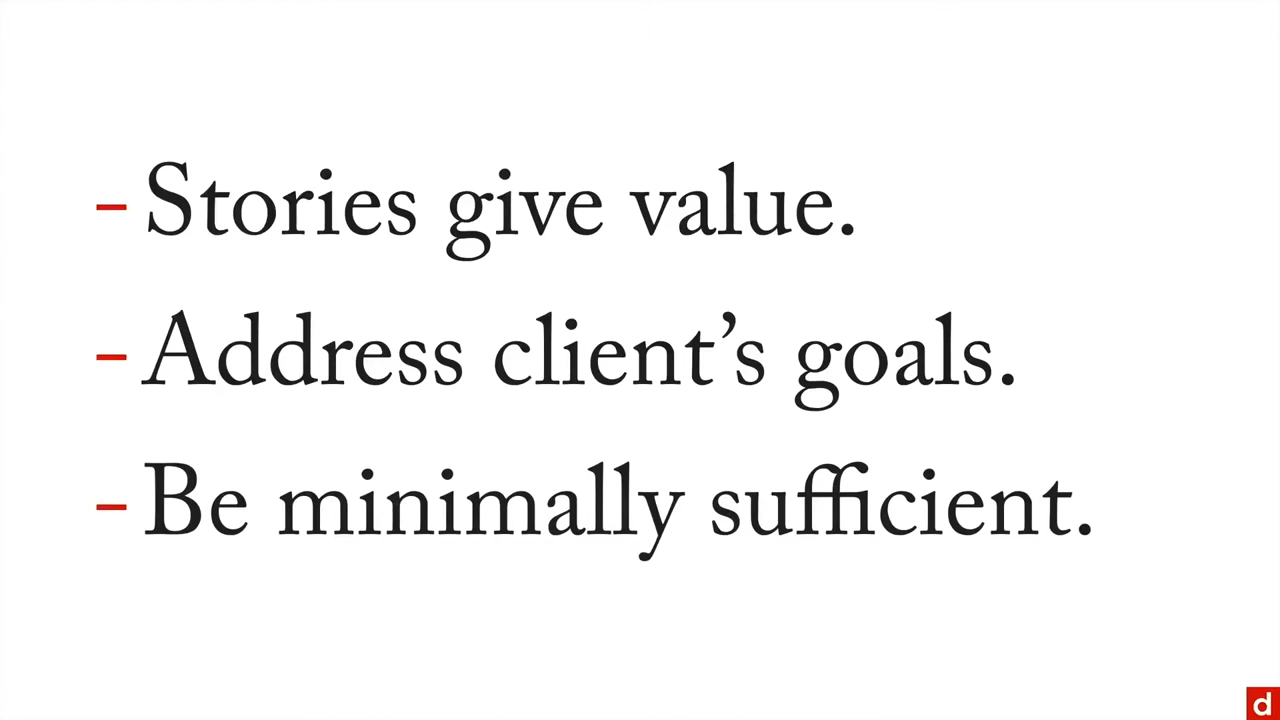 - Stories give value.
- Address client’s goals.
- Be minimally sufficient.
d